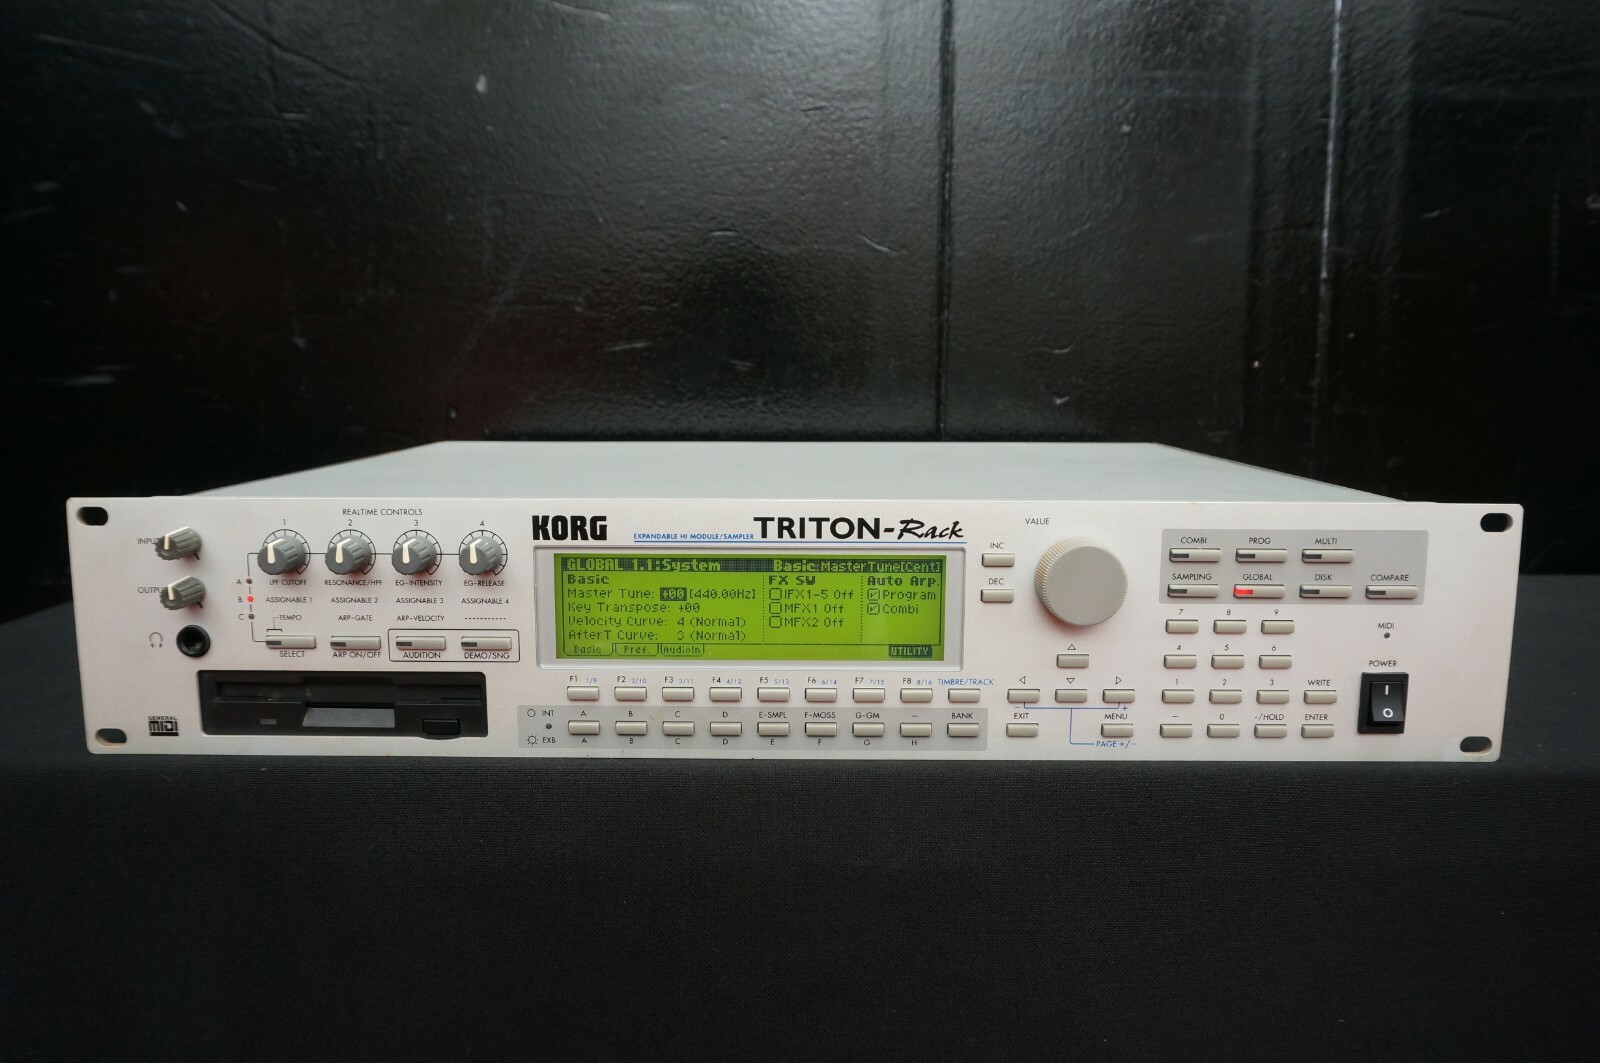 KORG
EXPANDABLE HI MODULE/SAMPLER
TRITON-Rack
REALTIME CONTROLS
1 2 3 4
INPUT
LPF CUTOFF RESONANCE/HPF EG-INTENSITY EG-RELEASE
A
OUTPUT
B ASSIGNABLE 1 ASSIGNABLE 2 ASSIGNABLE 3 ASSIGNABLE 4
C
TEMPO ARP-GATE ARP-VELOCITY
SELECT ARP ON/OFF AUDITION DEMO/SNG
GENERAL
MIDI
GLOBAL 1.1:System Basic:MasterTune[Cent]
Basic FX SW Auto Arp.
Master Tune: +00 [440.00Hz] IFX1-5 Off Program
Key Transpose: +00 MFX1 Off Combi
Velocity Curve: 4 (Normal) MFX2 Off
AfterT Curve: 3 (Normal)
Basic Pref. AudioIn UTILITY
F1 1/9 F2 2/10 F3 3/11 F4 4/12 F5 5/13 F6 6/14 F7 7/15 F8 8/16 TIMBRE/TRACK
INT A B C D E-SMPL F-MOSS G-GM – BANK
EXB A B C D E F G H
VALUE
INC
DEC
- +
EXIT MENU
PAGE +/-
COMBI PROG MULTI
SAMPLING GLOBAL DISK COMPARE
7 8 9
4 5 6
1 2 3 WRITE
– 0 ·/HOLD ENTER
MIDI
POWER
I
O